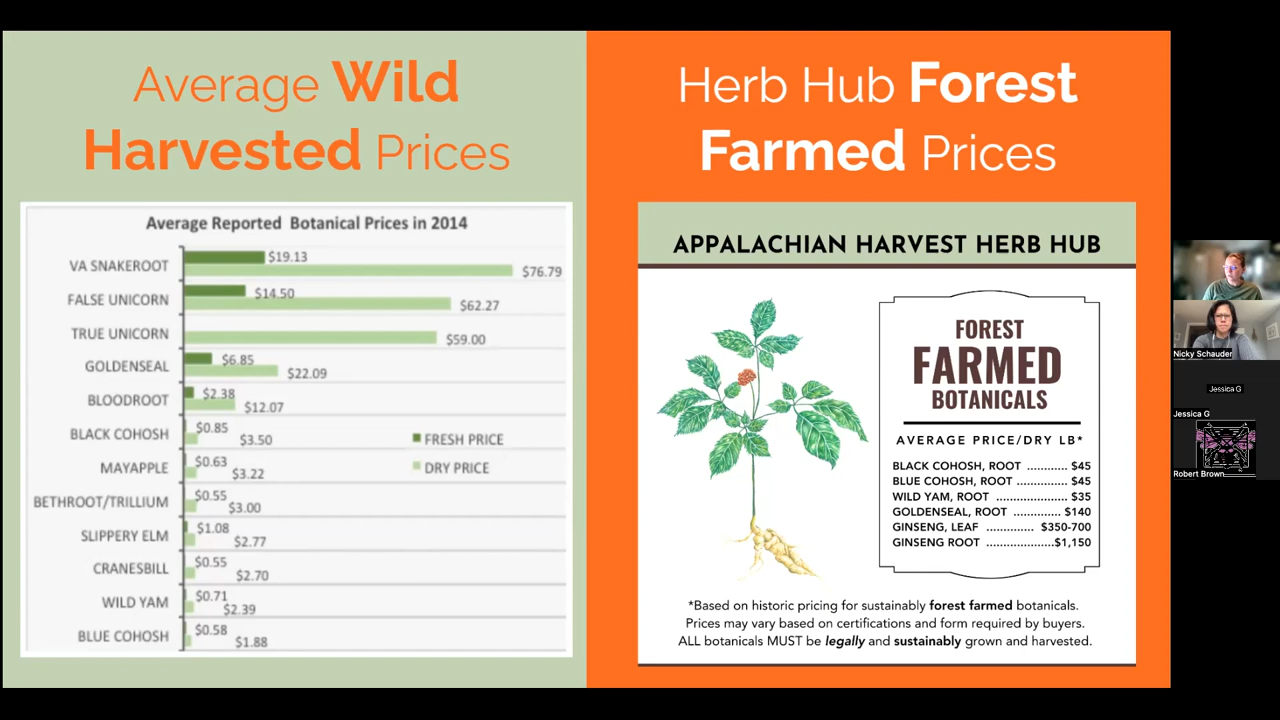 Average Wild
Harvested Prices
Average Reported Botanical Prices in 2014
VA SNAKEROOT $19.13 $76.79
FALSE UNICORN $14.50 $62.27
TRUE UNICORN $59.00
GOLDENSEAL $6.85 $22.09
BLOODROOT $2.38 $12.07
BLACK COHOSH $0.85 $3.50
MAYAPPLE $0.63 $3.22
BETHROOT/TRILLIUM $0.55 $3.00
SLIPPERY ELM $1.08 $2.77
CRANESBILL $0.55 $2.70
WILD YAM $0.71 $2.39
BLUE COHOSH $0.58 $1.88
FRESH PRICE
DRY PRICE
Herb Hub Forest
Farmed Prices
APPALACHIAN HARVEST HERB HUB
FOREST
FARMED
BOTANICALS
AVERAGE PRICE/DRY LB*
BLACK COHOSH, ROOT ............ $45
BLUE COHOSH, ROOT ............... $45
WILD YAM, ROOT ..................... $35
GOLDENSEAL, ROOT .............. $140
GINSENG, LEAF .............. $350-700
GINSENG ROOT ....................$1,150
*Based on historic pricing for sustainably forest farmed botanicals.
Prices may vary based on certifications and form required by buyers.
ALL botanicals MUST be legally and sustainably grown and harvested.
Nicky Schauder
Jessica G
Jessica G
Robert Brown